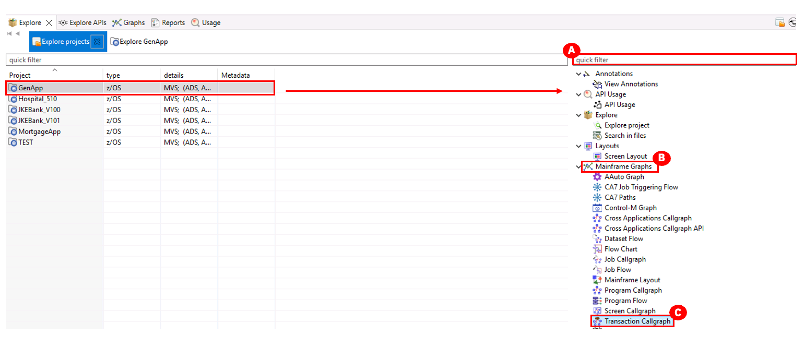 Explore Explore APIs Graphs Reports Usage
Explore projects Explore GenApp
A
quick filter quick filter
Project type details Metadata
GenApp z/OS MVS; (ADS, A...
Hospital_510 z/OS MVS; (ADS, A...
JKEBank_V100 z/OS MVS; (ADS, A...
JKEBank_V101 z/OS MVS; (ADS, A...
MortgageApp z/OS MVS; (ADS, A...
TEST z/OS MVS; (ADS, A...
Annotations
View Annotations
API Usage
API Usage
Explore
Explore project
Search in files
Layouts
Screen Layout
B
Mainframe Graphs
AAuto Graph
CA7 Job Triggering Flow
CA7 Paths
Control-M Graph
Cross Applications Callgraph
Cross Applications Callgraph API
Dataset Flow
Flow Chart
Job Callgraph
Job Flow
Mainframe Layout
Program Callgraph
Program Flow
Screen Callgraph
C
Transaction Callgraph